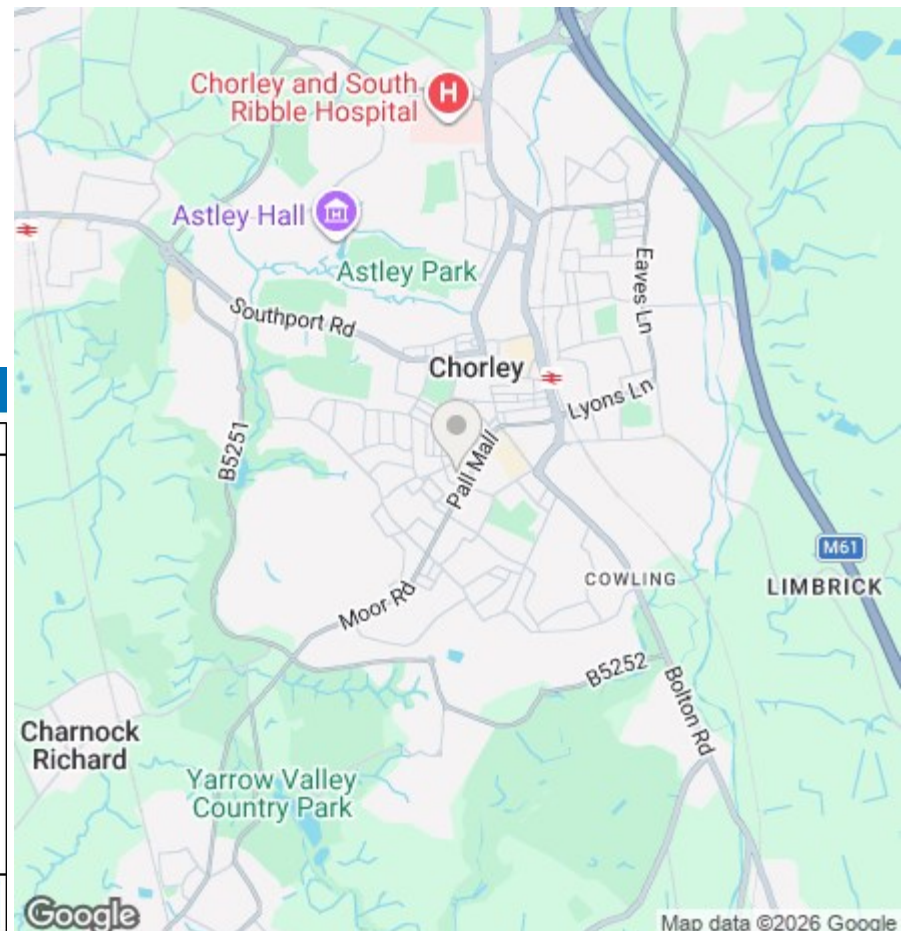 Chorley and South
Ribble Hospital
H
Astley Hall
Astley Park
Eaves Ln
Southport Rd
Chorley
Lyons Ln
B5251
Pall Mall
M61
COWLING
LIMBRICK
Moor Rd
B5252
Bolton Rd
Charnock
Richard
Yarrow Valley
Country Park
Google
Map data ©2026 Google